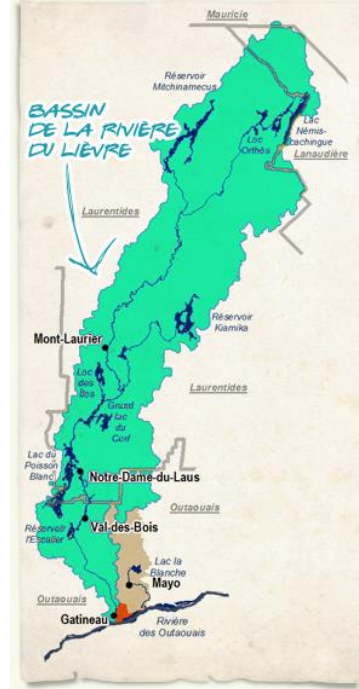 Mauricie
Réservoir
Mitchinamecus
BASSIN
DE LA RIVIÈRE
DU LIÈVRE
Lac
Orthès
Lac
Némis-
cachingue
Lanaudière
Laurentides
Réservoir
Kiamika
Mont-Laurier
Lac
des
Îles
Laurentides
Grand
lac
du
Cerf
Lac du
Poisson
Blanc
Notre-Dame-du-Laus
Outaouais
Réservoir
l'Escalier
Val-des-Bois
Lac la
Blanche
Mayo
Outaouais
Gatineau
Rivière
des Outaouais